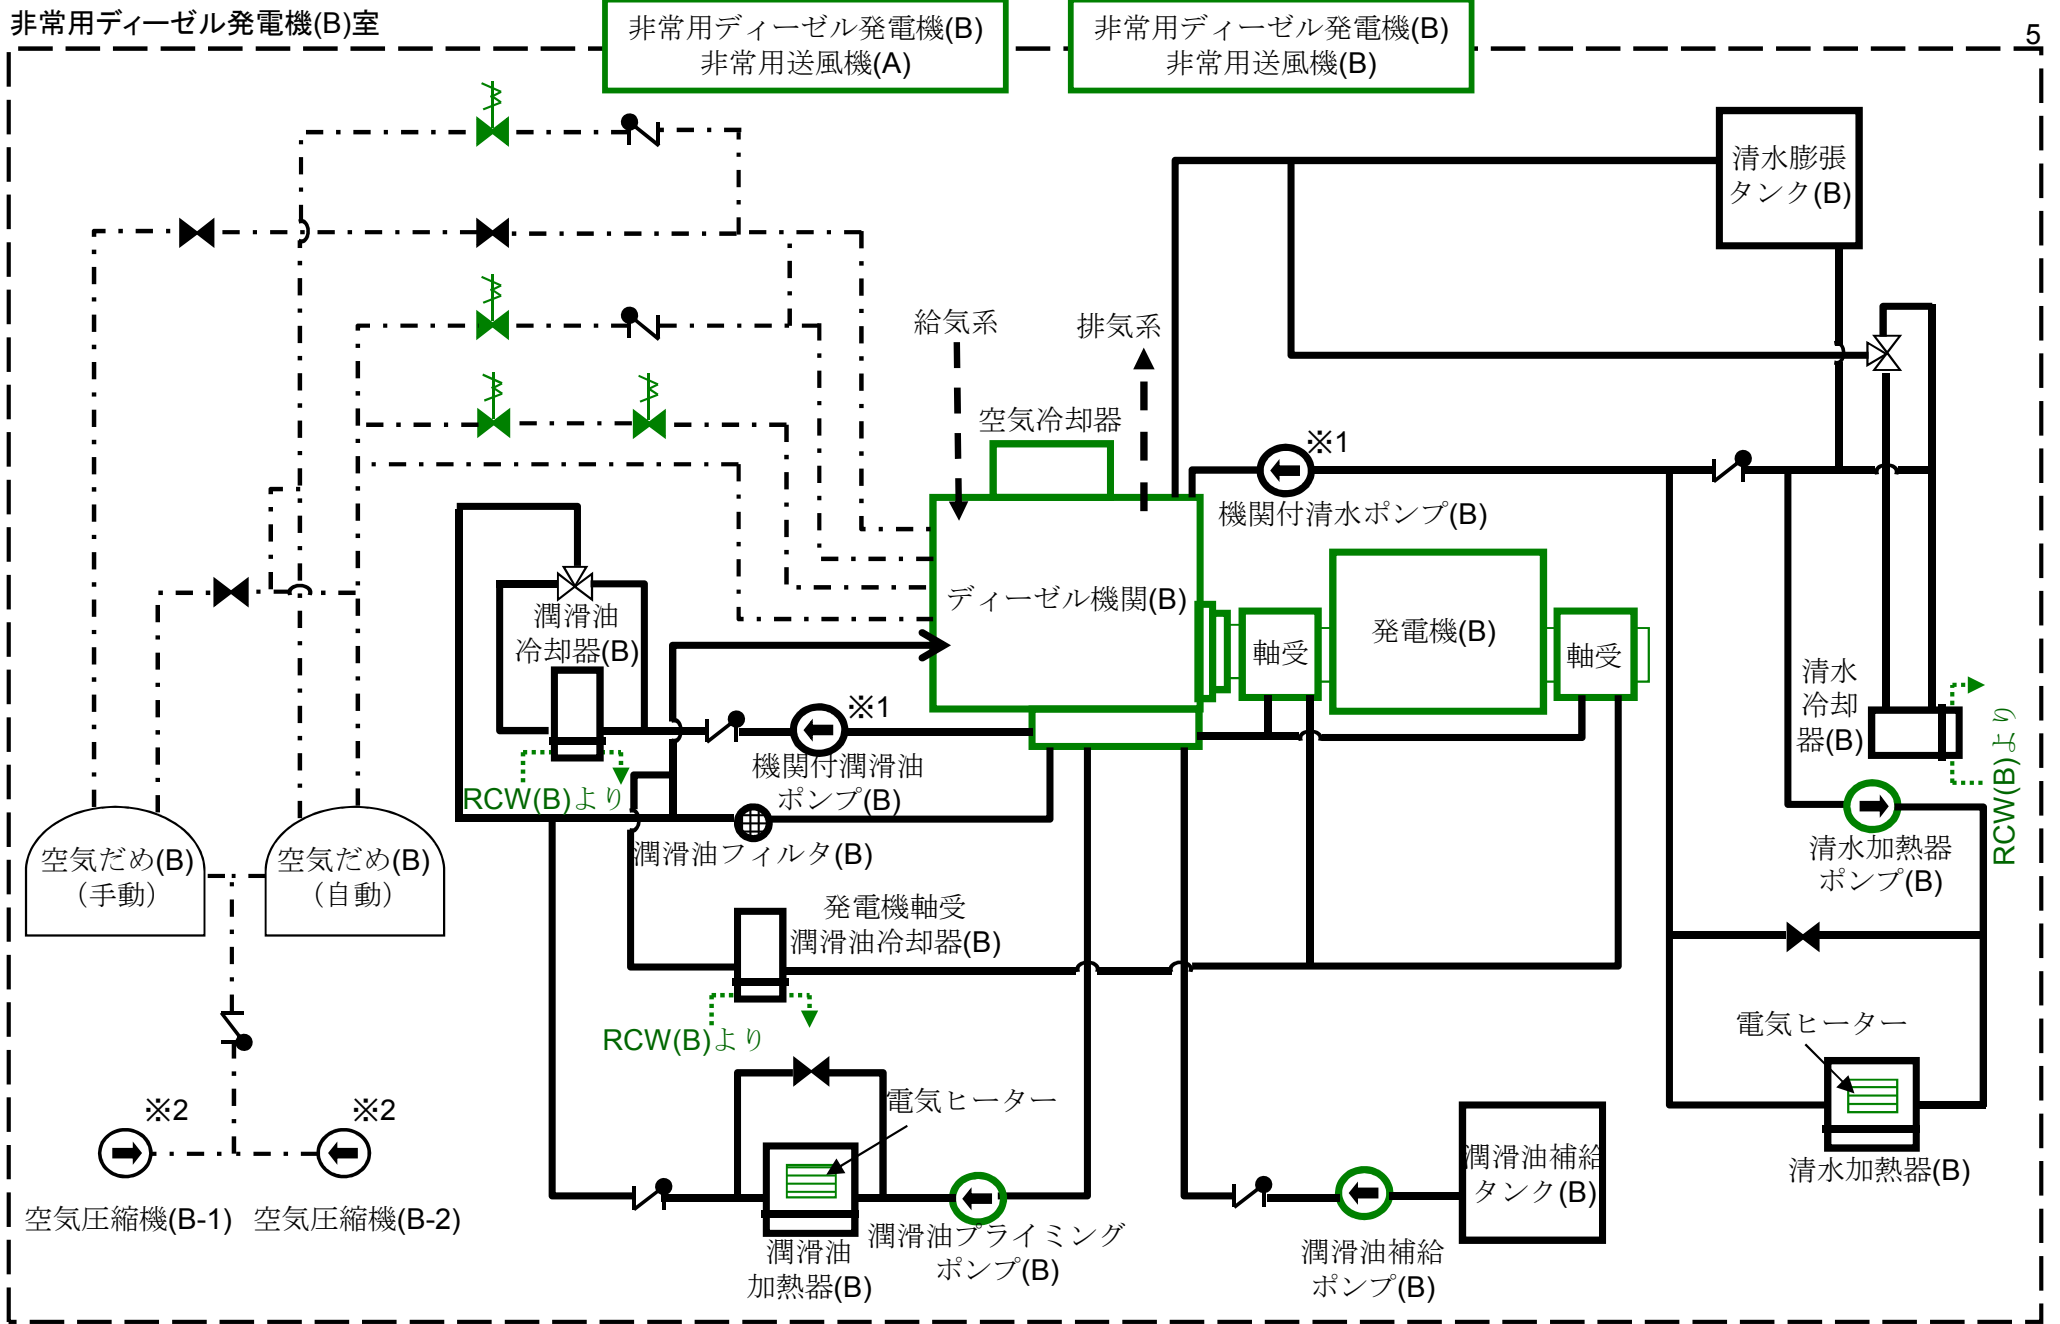 非常用ディーゼル発電機(B)室
非常用ディーゼル発電機(B)
非常用送風機(A)
非常用ディーゼル発電機(B)
非常用送風機(B)
5
清水膨張
タンク(B)
給気系
排気系
空気冷却器
※1
機関付清水ポンプ(B)
ディーゼル機関(B)
発電機(B)
軸受
軸受
潤滑油
冷却器(B)
清水
冷却
器(B)
RCW(B)より
※1
機関付潤滑油
ポンプ(B)
RCW(B)より
潤滑油フィルタ(B)
清水加熱器
ポンプ(B)
空気だめ(B)
（手動）
空気だめ(B)
（自動）
発電機軸受
潤滑油冷却器(B)
RCW(B)より
電気ヒーター
電気ヒーター
※2
※2
空気圧縮機(B-1)
空気圧縮機(B-2)
潤滑油補給
タンク(B)
清水加熱器(B)
潤滑油
加熱器(B)
潤滑油プライミング
ポンプ(B)
潤滑油補給
ポンプ(B)